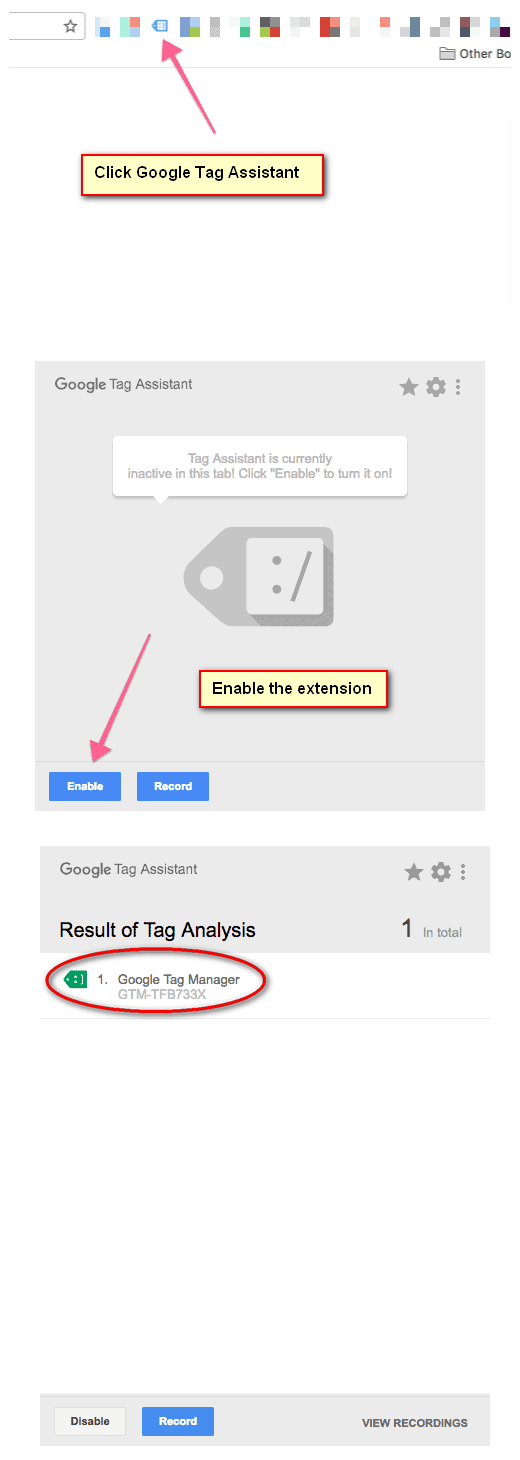 Other Bo
Click Google Tag Assistant
Google Tag Assistant
Tag Assistant is currently
inactive in this tab! Click "Enable" to turn it on!
:/
Enable the extension
Enable Record
Google Tag Assistant
Result of Tag Analysis 1 In total
1. Google Tag Manager
GTM-TFB733X
Disable Record VIEW RECORDINGS